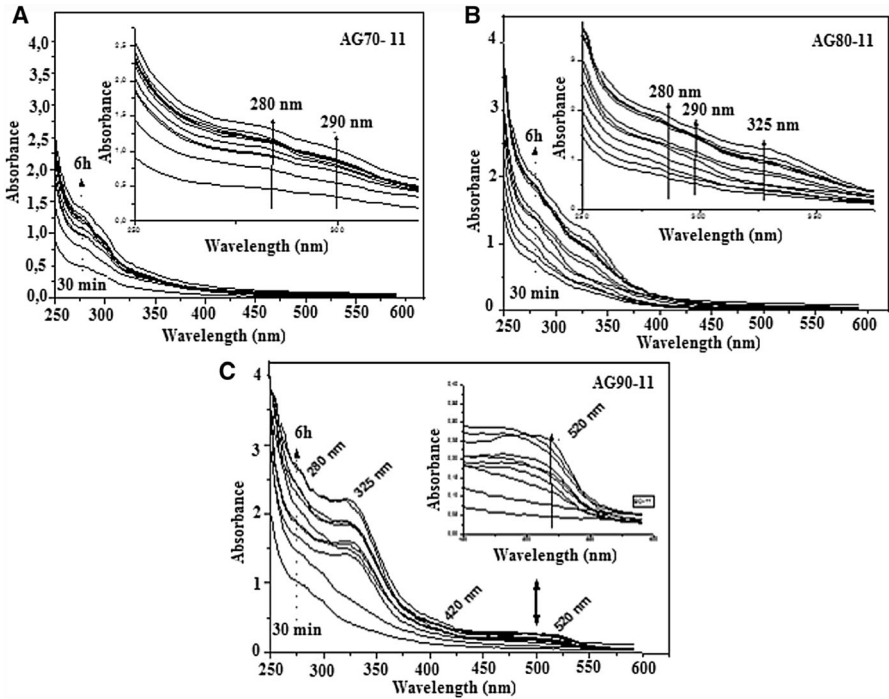 A
AG70- 11
4,0
3,5
3,0
2,5
2,0
1,5
1,0
0,5
0,0
Absorbance
6h
30 min
250 300 350 400 450 500 550 600
Wavelength (nm)
Absorbance
280 nm
290 nm
Wavelength (nm)
B
AG80-11
4
3
2
1
0
Absorbance
6h
30 min
250 300 350 400 450 500 550 600
Wavelength (nm)
Absorbance
280 nm
290 nm
325 nm
Wavelength (nm)
C
AG90-11
4
3
2
1
0
Absorbance
6h
280 nm
325 nm
30 min
420 nm
520 nm
250 300 350 400 450 500 550 600
Wavelength (nm)
Absorbance
520 nm
Wavelength (nm)